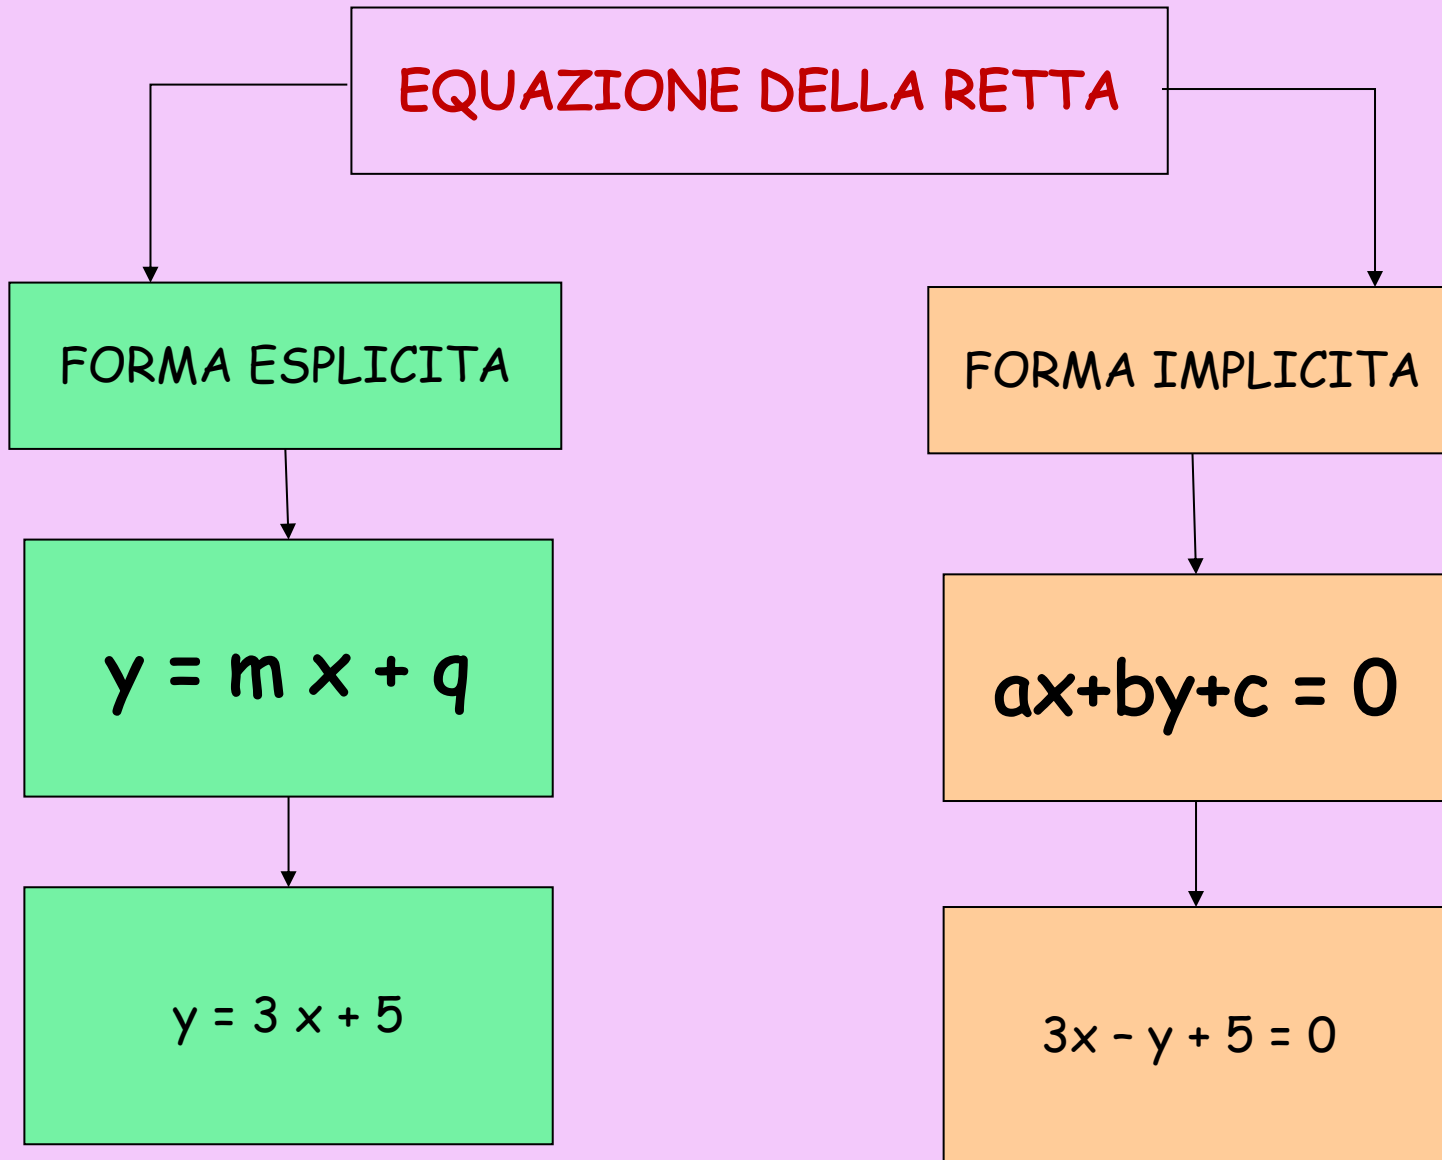 EQUAZIONE DELLA RETTA
FORMA ESPLICITA
y = m x + q
y = 3 x + 5
FORMA IMPLICITA
ax+by+c = 0
3x – y + 5 = 0